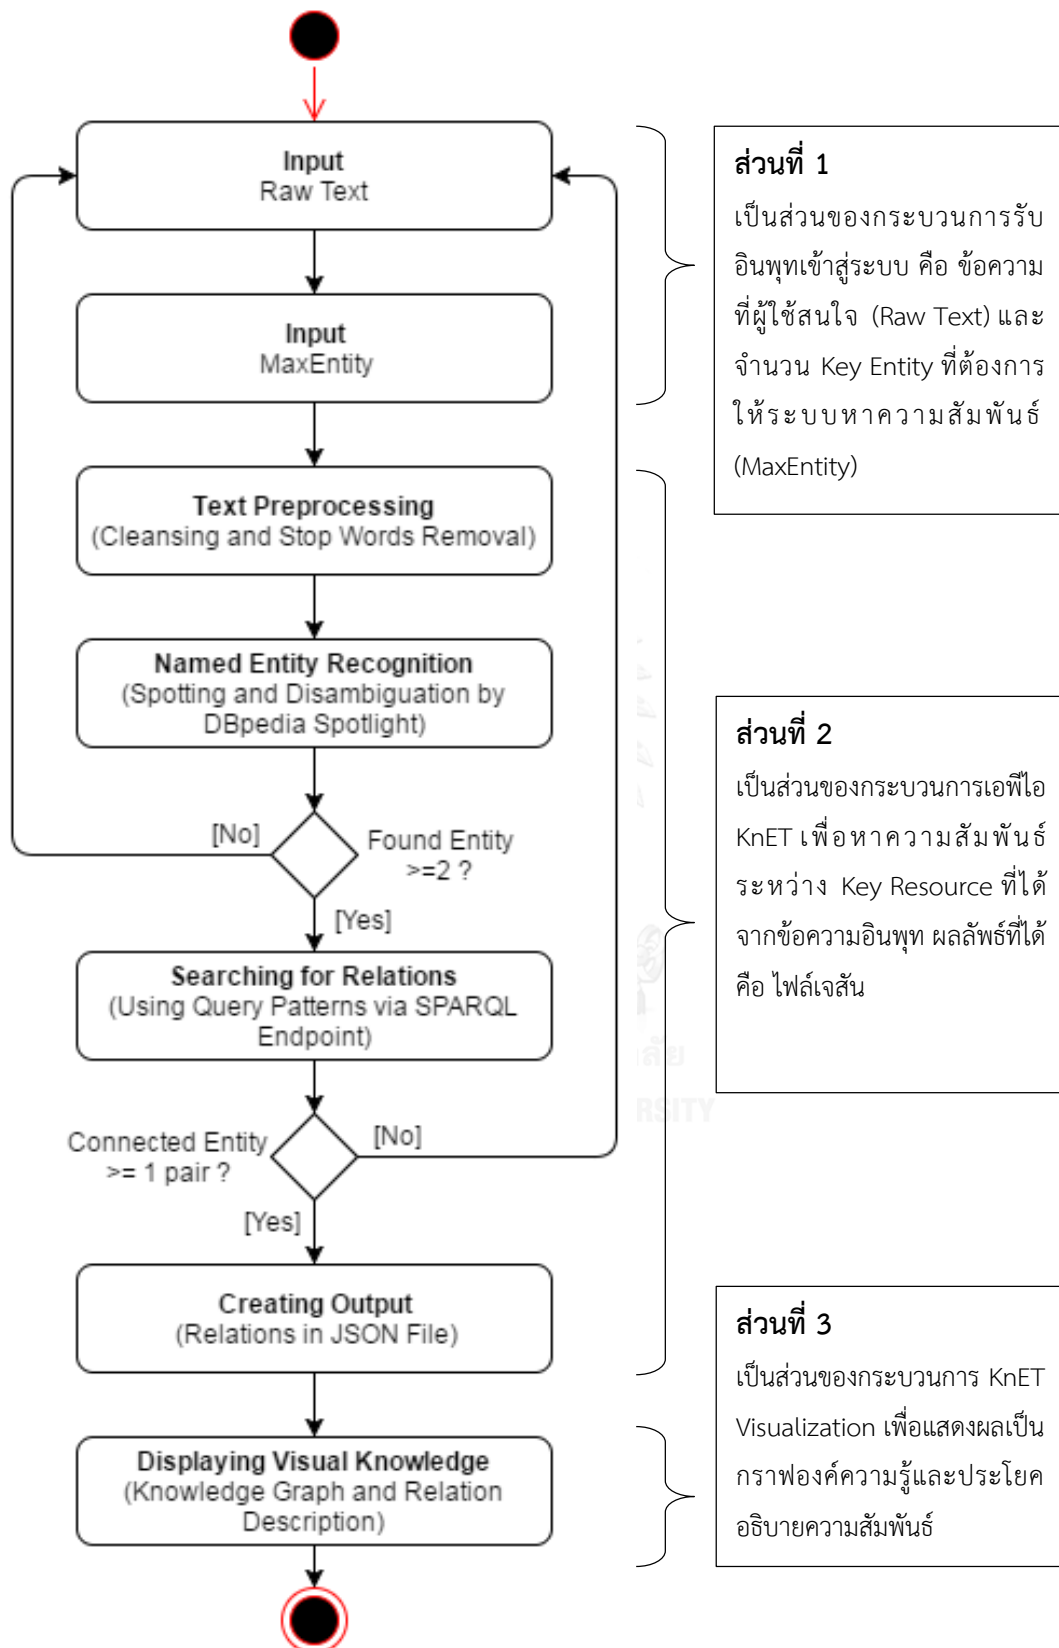 Input
Raw Text
Input
MaxEntity
Text Preprocessing
(Cleansing and Stop Words Removal)
Named Entity Recognition
(Spotting and Disambiguation by
DBpedia Spotlight)
[No]
Found Entity
>=2 ?
[Yes]
Searching for Relations
(Using Query Patterns via SPARQL
Endpoint)
Connected Entity
>= 1 pair ?
[No]
[Yes]
Creating Output
(Relations in JSON File)
Displaying Visual Knowledge
(Knowledge Graph and Relation
Description)
ส่วนที่ 1
เป็นส่วนของกระบวนการรับ
อินพุทเข้าสู่ระบบ คือ ข้อความ
ที่ผู้ใช้สนใจ (Raw Text) และ
จำนวน Key Entity ที่ต้องการ
ให้ระบบหาความสัมพันธ์
(MaxEntity)
ส่วนที่ 2
เป็นส่วนของกระบวนการเอพีไอ
KnET เพื่อหาความสัมพันธ์
ระหว่าง Key Resource ที่ได้
จากข้อความอินพุท ผลลัพธ์ที่ได้
คือ ไฟล์เจสัน
ส่วนที่ 3
เป็นส่วนของกระบวนการ KnET
Visualization เพื่อแสดงผลเป็น
กราฟองค์ความรู้และประโยค
อธิบายความสัมพันธ์